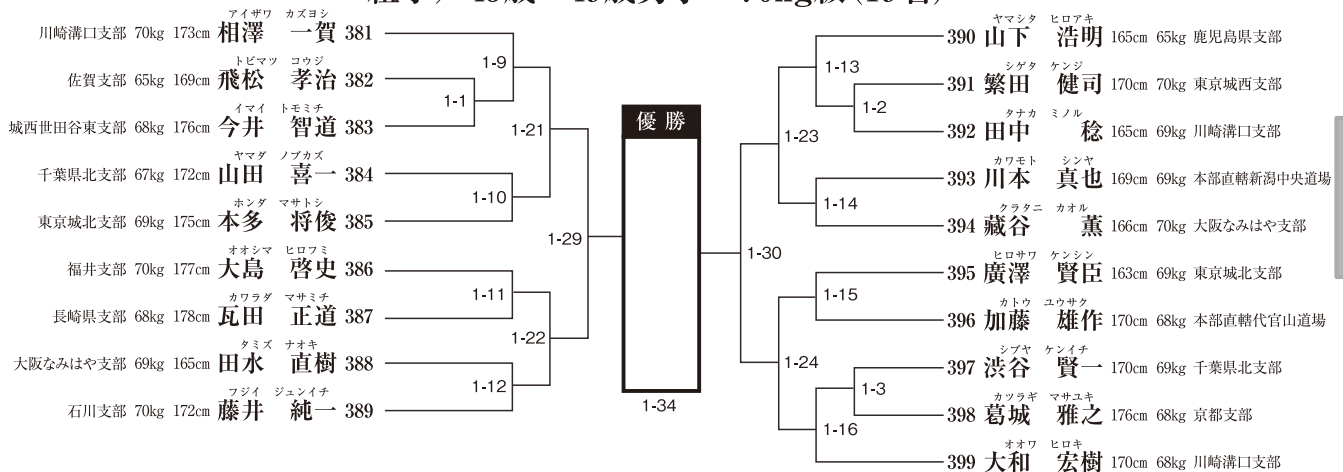 川崎溝口支部 70kg 173cm 相澤 一賀 381
アイザワ カズヨシ
佐賀支部 65kg 169cm 飛松 孝治 382
トビマツ コウジ
城西世田谷東支部 68kg 176cm 今井 智道 383
イマイ トモミチ
千葉県北支部 67kg 172cm 山田 喜一 384
ヤマダ ノブカズ
東京城北支部 69kg 175cm 本多 将俊 385
ホンダ マサトシ
福井支部 70kg 177cm 大島 啓史 386
オオシマ ヒロフミ
長崎県支部 68kg 178cm 瓦田 正道 387
カワラダ マサミチ
大阪なみはや支部 69kg 165cm 田水 直樹 388
タミズ ナオキ
石川支部 70kg 172cm 藤井 純一 389
フジイ ジュンイチ
1-9
1-1
1-21
1-10
1-29
1-11
1-22
1-12
優勝
1-34
390 山下 浩明 165cm 65kg 鹿児島県支部
ヤマシタ ヒロアキ
391 繁田 健司 170cm 70kg 東京城西支部
シゲタ ケンジ
392 田中 稔 165cm 69kg 川崎溝口支部
タナカ ミノル
393 川本 真也 169cm 69kg 本部直轄新潟中央道場
カワモト シンヤ
394 藏谷 薫 166cm 70kg 大阪なみはや支部
クラタニ カオル
395 廣澤 賢臣 163cm 69kg 東京城北支部
ヒロサワ ケンシン
396 加藤 雄作 170cm 68kg 本部直轄代官山道場
カトウ ユウサク
397 渋谷 賢一 170cm 69kg 千葉県北支部
シブヤ ケンイチ
398 葛城 雅之 176cm 68kg 京都支部
カツラギ マサユキ
399 大和 宏樹 170cm 68kg 川崎溝口支部
オオワ ヒロキ
1-13
1-2
1-23
1-14
1-30
1-15
1-24
1-3
1-16